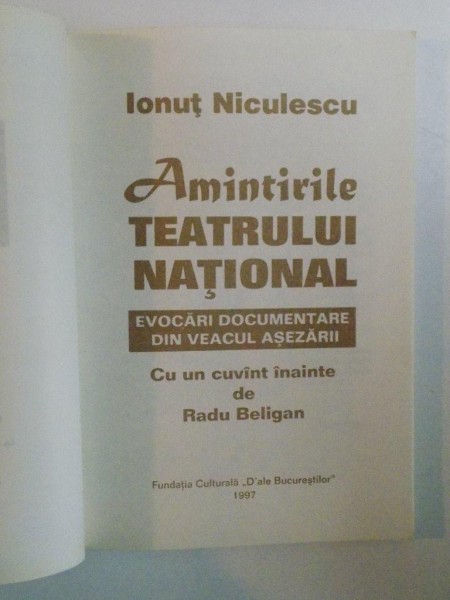 Ionuţ Niculescu
Amintirile
TEATRULUI
NAŢIONAL
EVOCĂRI DOCUMENTARE
DIN VEACUL AŞEZĂRII
Cu un cuvînt înainte
de
Radu Beligan
Fundaţia Culturală „D'ale Bucureştilor"
1997